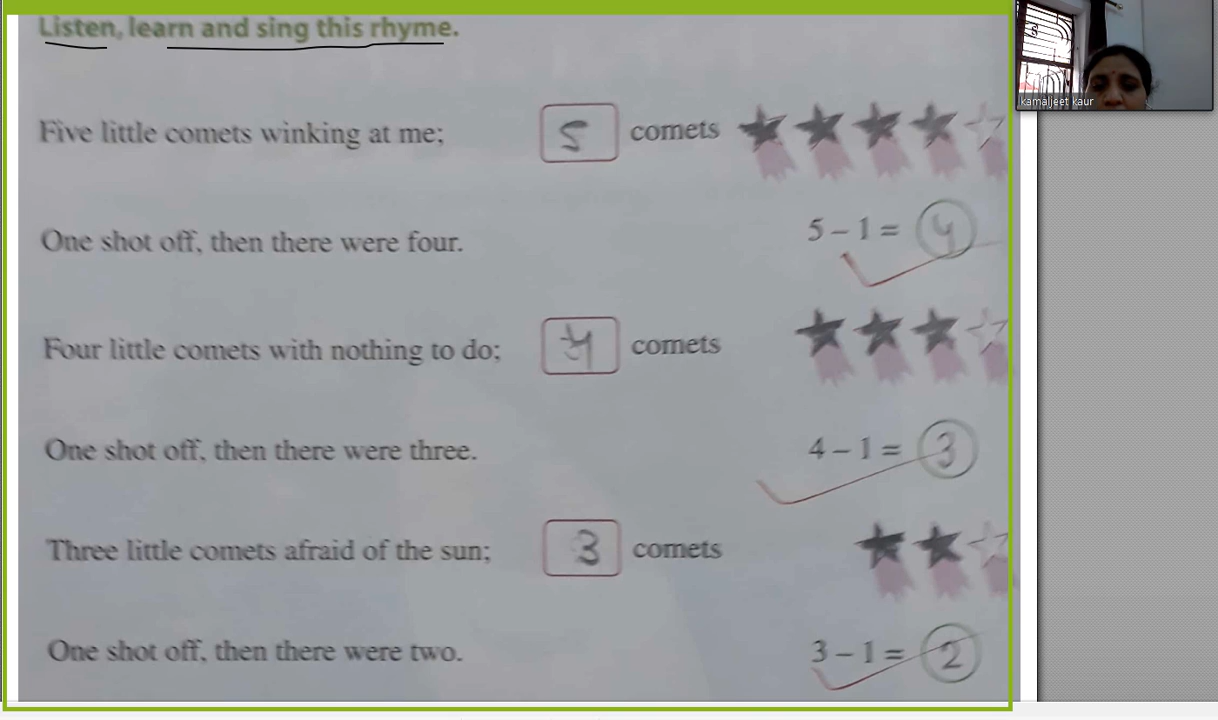 Listen, learn and sing this rhyme.
kamaljeet kaur
Five little comets winking at me; 5 comets
One shot off, then there were four. 5 – 1 = 4
Four little comets with nothing to do; 4 comets
One shot off, then there were three. 4 – 1 = 3
Three little comets afraid of the sun; 3 comets
One shot off, then there were two. 3 – 1 = 2